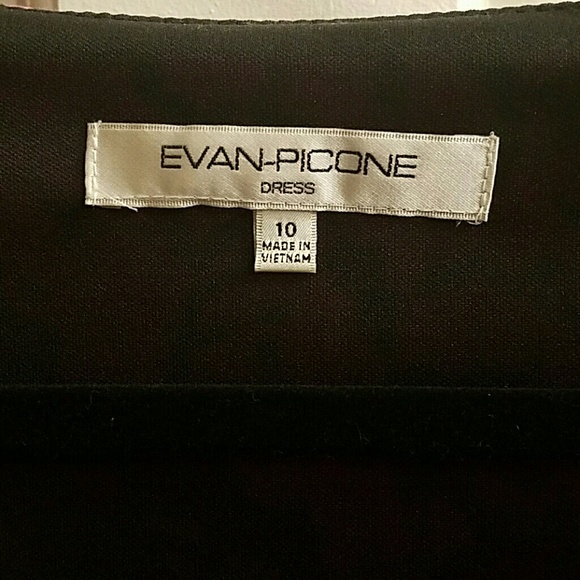 EVAN-PICONE
DRESS
10
MADE IN
VIETNAM